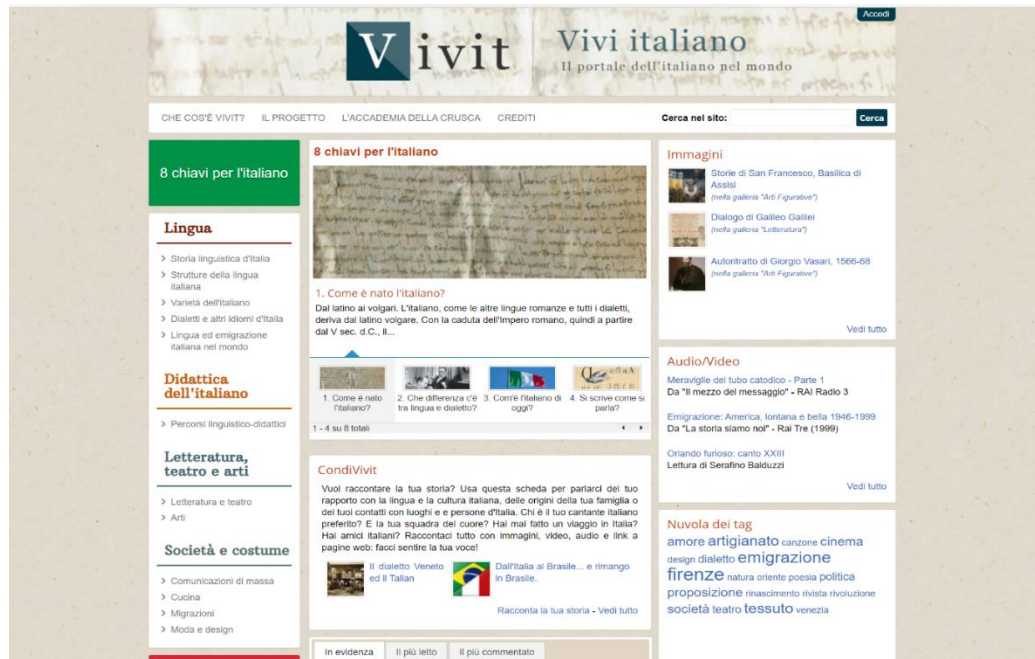 Accedi
Vivit
Vivi italiano
Il portale dell'italiano nel mondo
CHE COS'È VIVIT? IL PROGETTO L'ACCADEMIA DELLA CRUSCA CREDITI
Cerca nel sito: Cerca
8 chiavi per l'italiano
Lingua
> Storia linguistica d'Italia
> Strutture della lingua
italiana
> Varietà dell'italiano
> Dialetti e altri idiomi d'Italia
> Lingua ed emigrazione
italiana nel mondo
Didattica
dell'italiano
> Percorsi linguistico-didattici
Letteratura,
teatro e arti
> Letteratura e teatro
> Arti
Società e costume
> Comunicazioni di massa
> Cucina
> Migrazioni
> Moda e design
8 chiavi per l'italiano
1. Come è nato l'italiano?
Dal latino ai volgari. L'italiano, come le altre lingue romanze e tutti i dialetti,
deriva dal latino volgare. Con la caduta dell'Impero romano, quindi a partire
dal V sec. d.C., il...
1. Come è nato
l'italiano?
2. Che differenza c'è
tra lingua e dialetto?
3. Com'è l'italiano di
oggi?
4. Si scrive come si
parla?
1 - 4 su 8 totali
CondiVivit
Vuoi raccontare la tua storia? Usa questa scheda per parlarci del tuo
rapporto con la lingua e la cultura italiana, delle origini della tua famiglia o
dei tuoi contatti con luoghi e e persone d'Italia. Chi è il tuo cantante italiano
preferito? E la tua squadra del cuore? Hai mai fatto un viaggio in Italia?
Hai amici italiani? Raccontaci tutto con immagini, video, audio e link a
pagine web: facci sentire la tua voce!
Il dialetto Veneto
ed il Talian
Dall'Italia al Brasile... e rimango
in Brasile.
Racconta la tua storia - Vedi tutto
In evidenza Il più letto Il più commentato
Immagini
Storie di San Francesco, Basilica di
Assisi
(nella galleria "Arti Figurative")
Dialogo di Galileo Galilei
(nella galleria "Letteratura")
Autoritratto di Giorgio Vasari, 1566-68
(nella galleria "Arti Figurative")
Vedi tutto
Audio/Video
Meraviglie del tubo catodico - Parte 1
Da "Il mezzo del messaggio" - RAI Radio 3
Emigrazione: America, lontana e bella 1946-1999
Da "La storia siamo noi" - Rai Tre (1999)
Orlando furioso: canto XXIII
Lettura di Serafino Balduzzi
Vedi tutto
Nuvola dei tag
amore artigianato canzone cinema
design dialetto emigrazione
firenze natura oriente poesia politica
proposizione rinascimento rivista rivoluzione
società teatro tessuto venezia